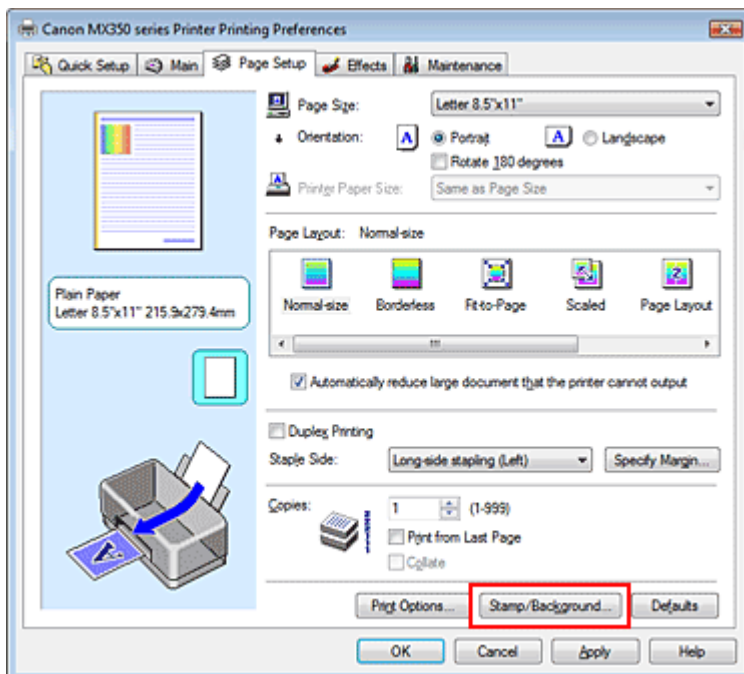 Canon MX350 series Printer Printing Preferences
Quick Setup Main Page Setup Effects Maintenance
Page Size: Letter 8.5"x11"
Orientation: A Portrait A Landscape
Rotate 180 degrees
Printer Paper Size: Same as Page Size
Page Layout: Normal-size
Normal-size Borderless Fit-to-Page Scaled Page Layout
Plain Paper
Letter 8.5"x11" 215.9x279.4mm
Automatically reduce large document that the printer cannot output
Duplex Printing
Staple Side: Long-side stapling (Left) Specify Margin...
Copies: 1 (1-999)
Print from Last Page
Collate
Print Options... Stamp/Background... Defaults
OK Cancel Apply Help